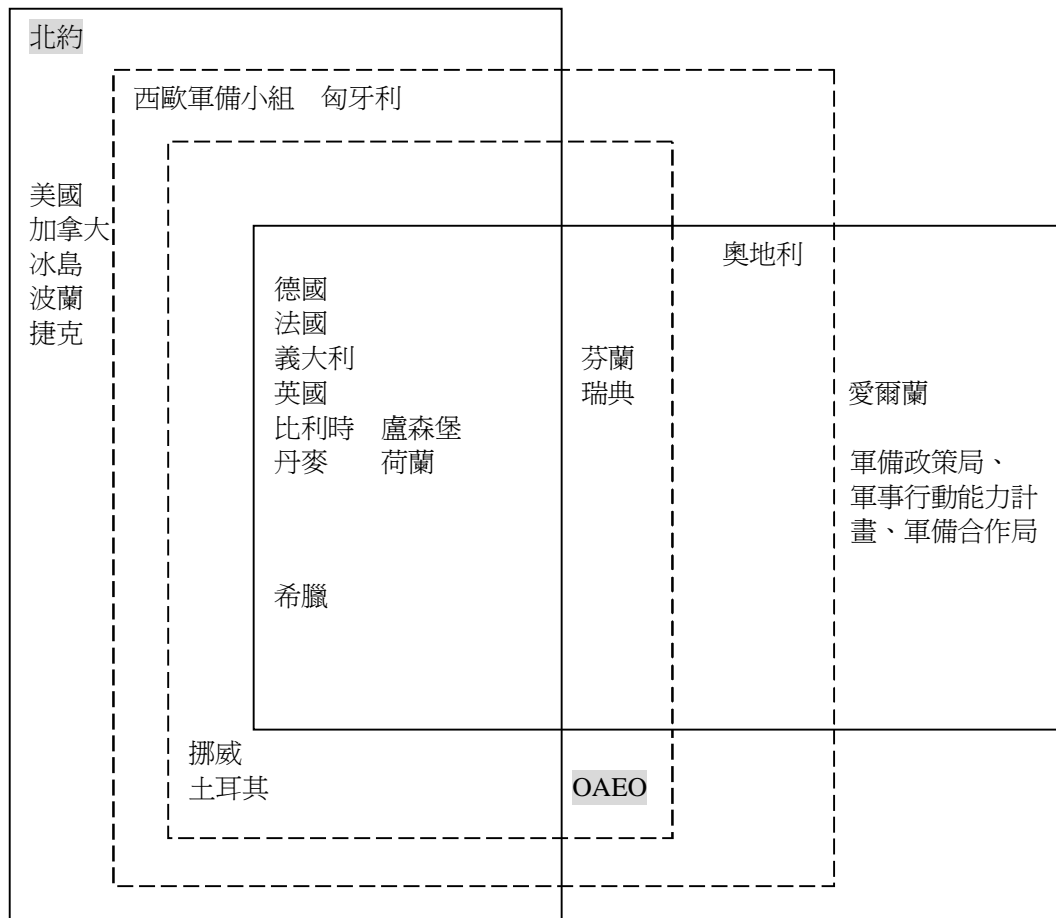 北約
西歐軍備小組 匈牙利
美國
加拿大
冰島
波蘭
捷克
奧地利
德國
法國
義大利
英國
比利時 盧森堡
丹麥 荷蘭
希臘
芬蘭
瑞典
愛爾蘭
軍備政策局、
軍事行動能力計
畫、軍備合作局
挪威
土耳其
OAEO